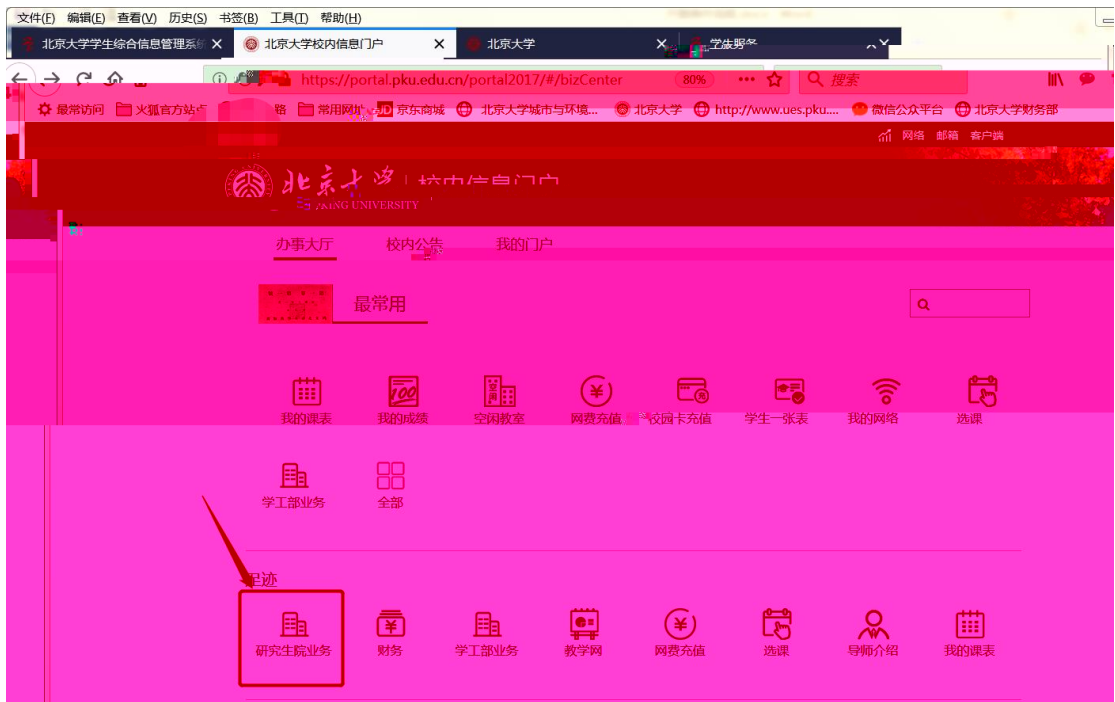 文件(F) 编辑(E) 查看(V) 历史(S) 书签(B) 工具(T) 帮助(H)
北京大学学生综合信息管理系统 北京大学校内信息门户 北京大学
https://portal.pku.edu.cn/portal2017/#/bizCenter 80% 搜索
最常访问 火狐官方站点 常用网址 JD 京东商城 北京大学城市与环境... 北京大学 http://www.ues.pku.... 微信公众平台 北京大学财务部
网络 邮箱 客户端
北京大学 校内信息门户
UNIVERSITY
办事大厅 校内公告 我的门户
最常用
我的课表 我的成绩 空闲教室 网费充值 校园卡充值 学生一张表 我的网络 选课
学工部业务 全部
足迹
研究生院业务 财务 学工部业务 教学网 网费充值 选课 导师介绍 我的课表